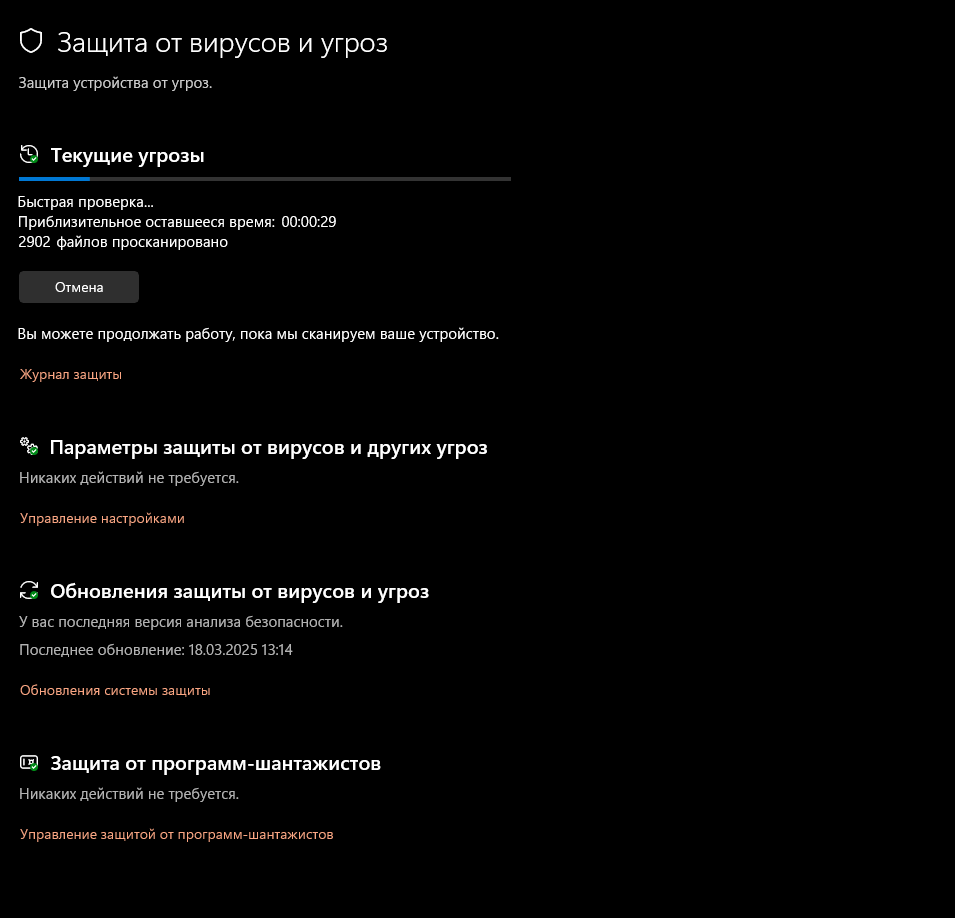 Защита от вирусов и угроз
Защита устройства от угроз.
Текущие угрозы
Быстрая проверка...
Приблизительное оставшееся время: 00:00:29
2902 файлов просканировано
Отмена
Вы можете продолжать работу, пока мы сканируем ваше устройство.
Журнал защиты
Параметры защиты от вирусов и других угроз
Никаких действий не требуется.
Управление настройками
Обновления защиты от вирусов и угроз
У вас последняя версия анализа безопасности.
Последнее обновление: 18.03.2025 13:14
Обновления системы защиты
Защита от программ-шантажистов
Никаких действий не требуется.
Управление защитой от программ-шантажистов